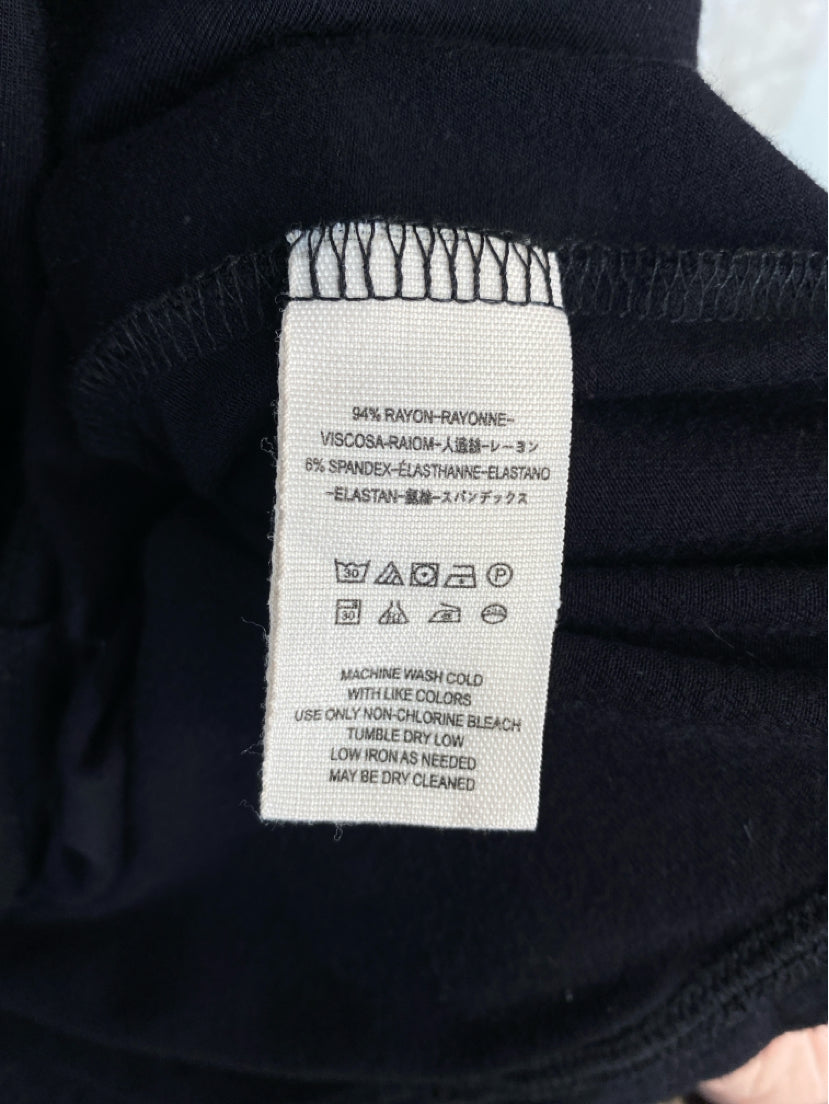 94% RAYON-RAYONNE-
VISCOSA-RAIOM-人造絲-レーヨン
6% SPANDEX-ÉLASTHANNE-ELASTANO
-ELASTAN-スパンデックス
30 P
30
MACHINE WASH COLD
WITH LIKE COLORS
USE ONLY NON-CHLORINE BLEACH
TUMBLE DRY LOW
LOW IRON AS NEEDED
MAY BE DRY CLEANED